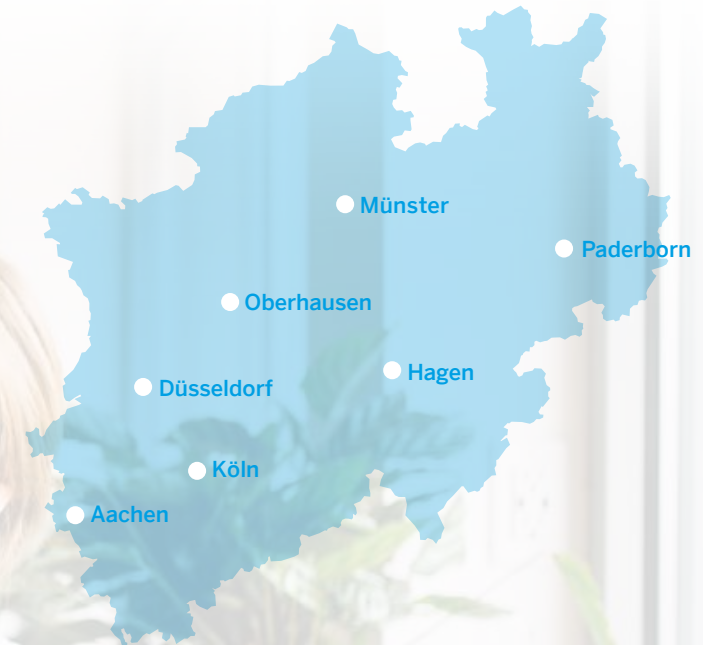 Münster
Paderborn
Oberhausen
Hagen
Düsseldorf
Köln
Aachen